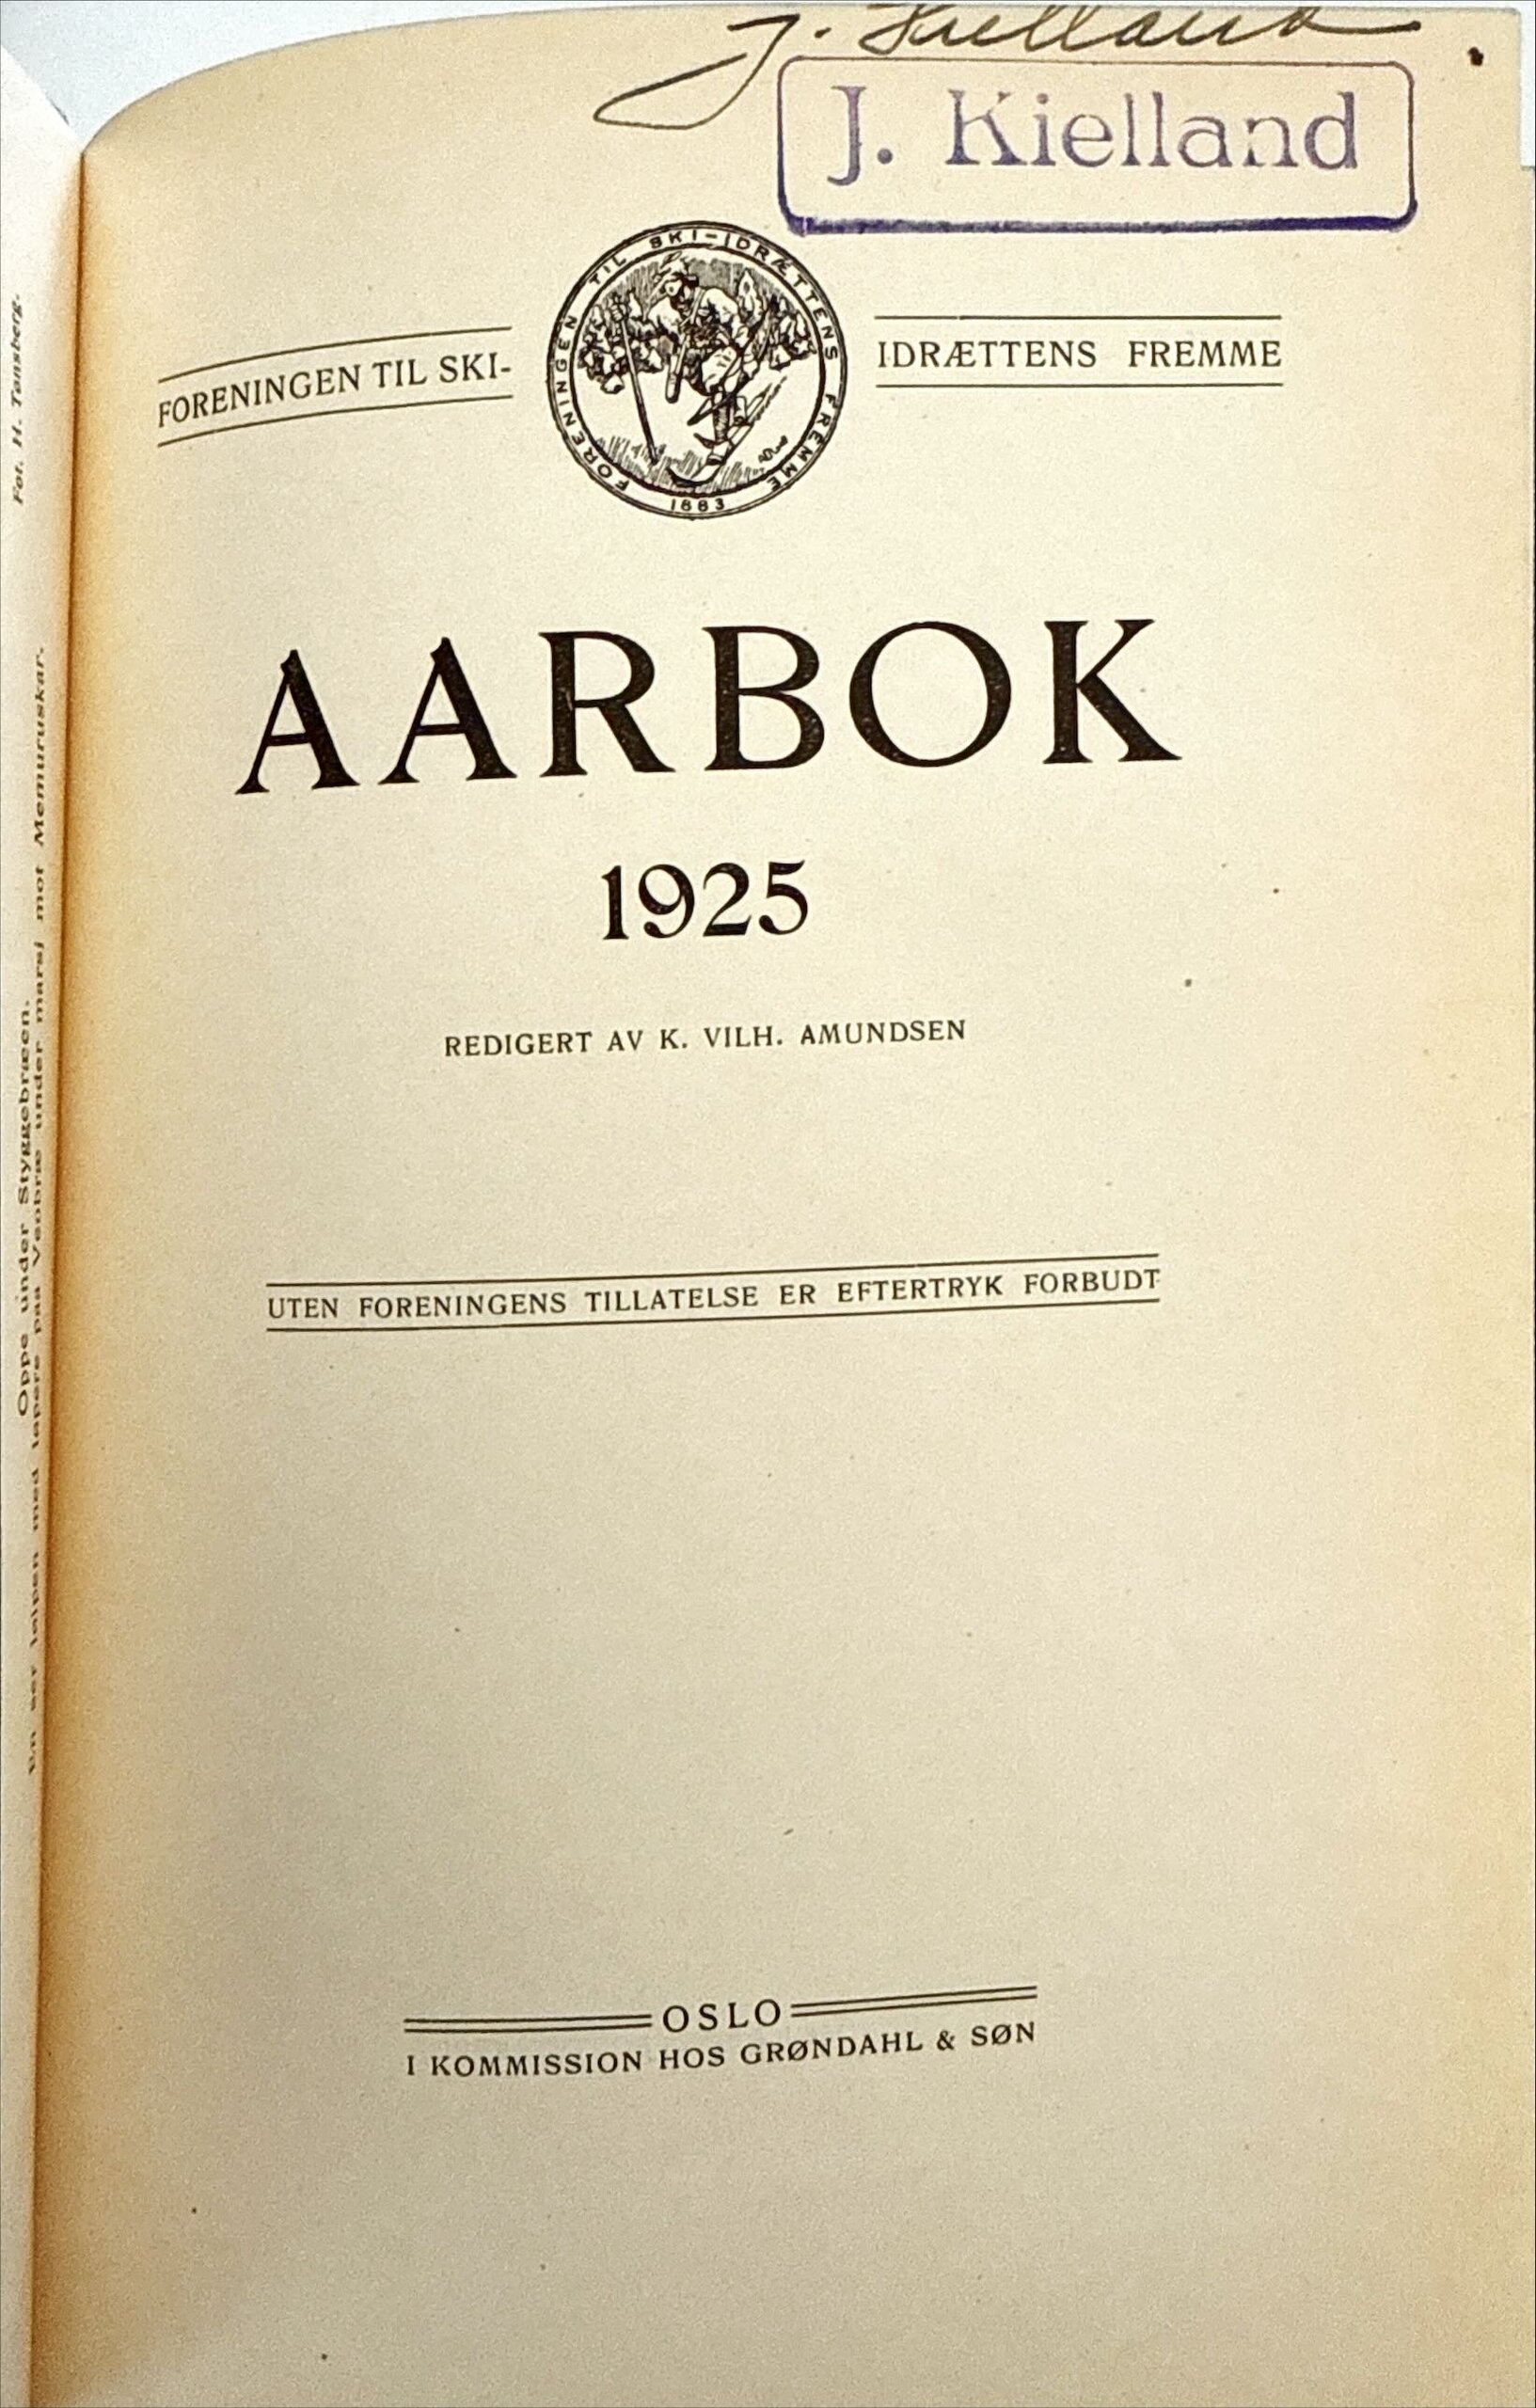 J. Kielland
J. Kielland
FORENINGEN TIL SKI-IDRÆTTENS FREMME
1883
FORENINGEN TIL SKI- IDRÆTTENS FREMME
AARBOK
1925
REDIGERT AV K. VILH. AMUNDSEN
UTEN FORENINGENS TILLATELSE ER EFTERTRYK FORBUDT
OSLO
I KOMMISSION HOS GRØNDAHL & SØN
Fot. H. Tønsberg.
Oppe under Styggebræen.
En ser løipen med løpere paa Veobræ under marsj mot Memuruskar.